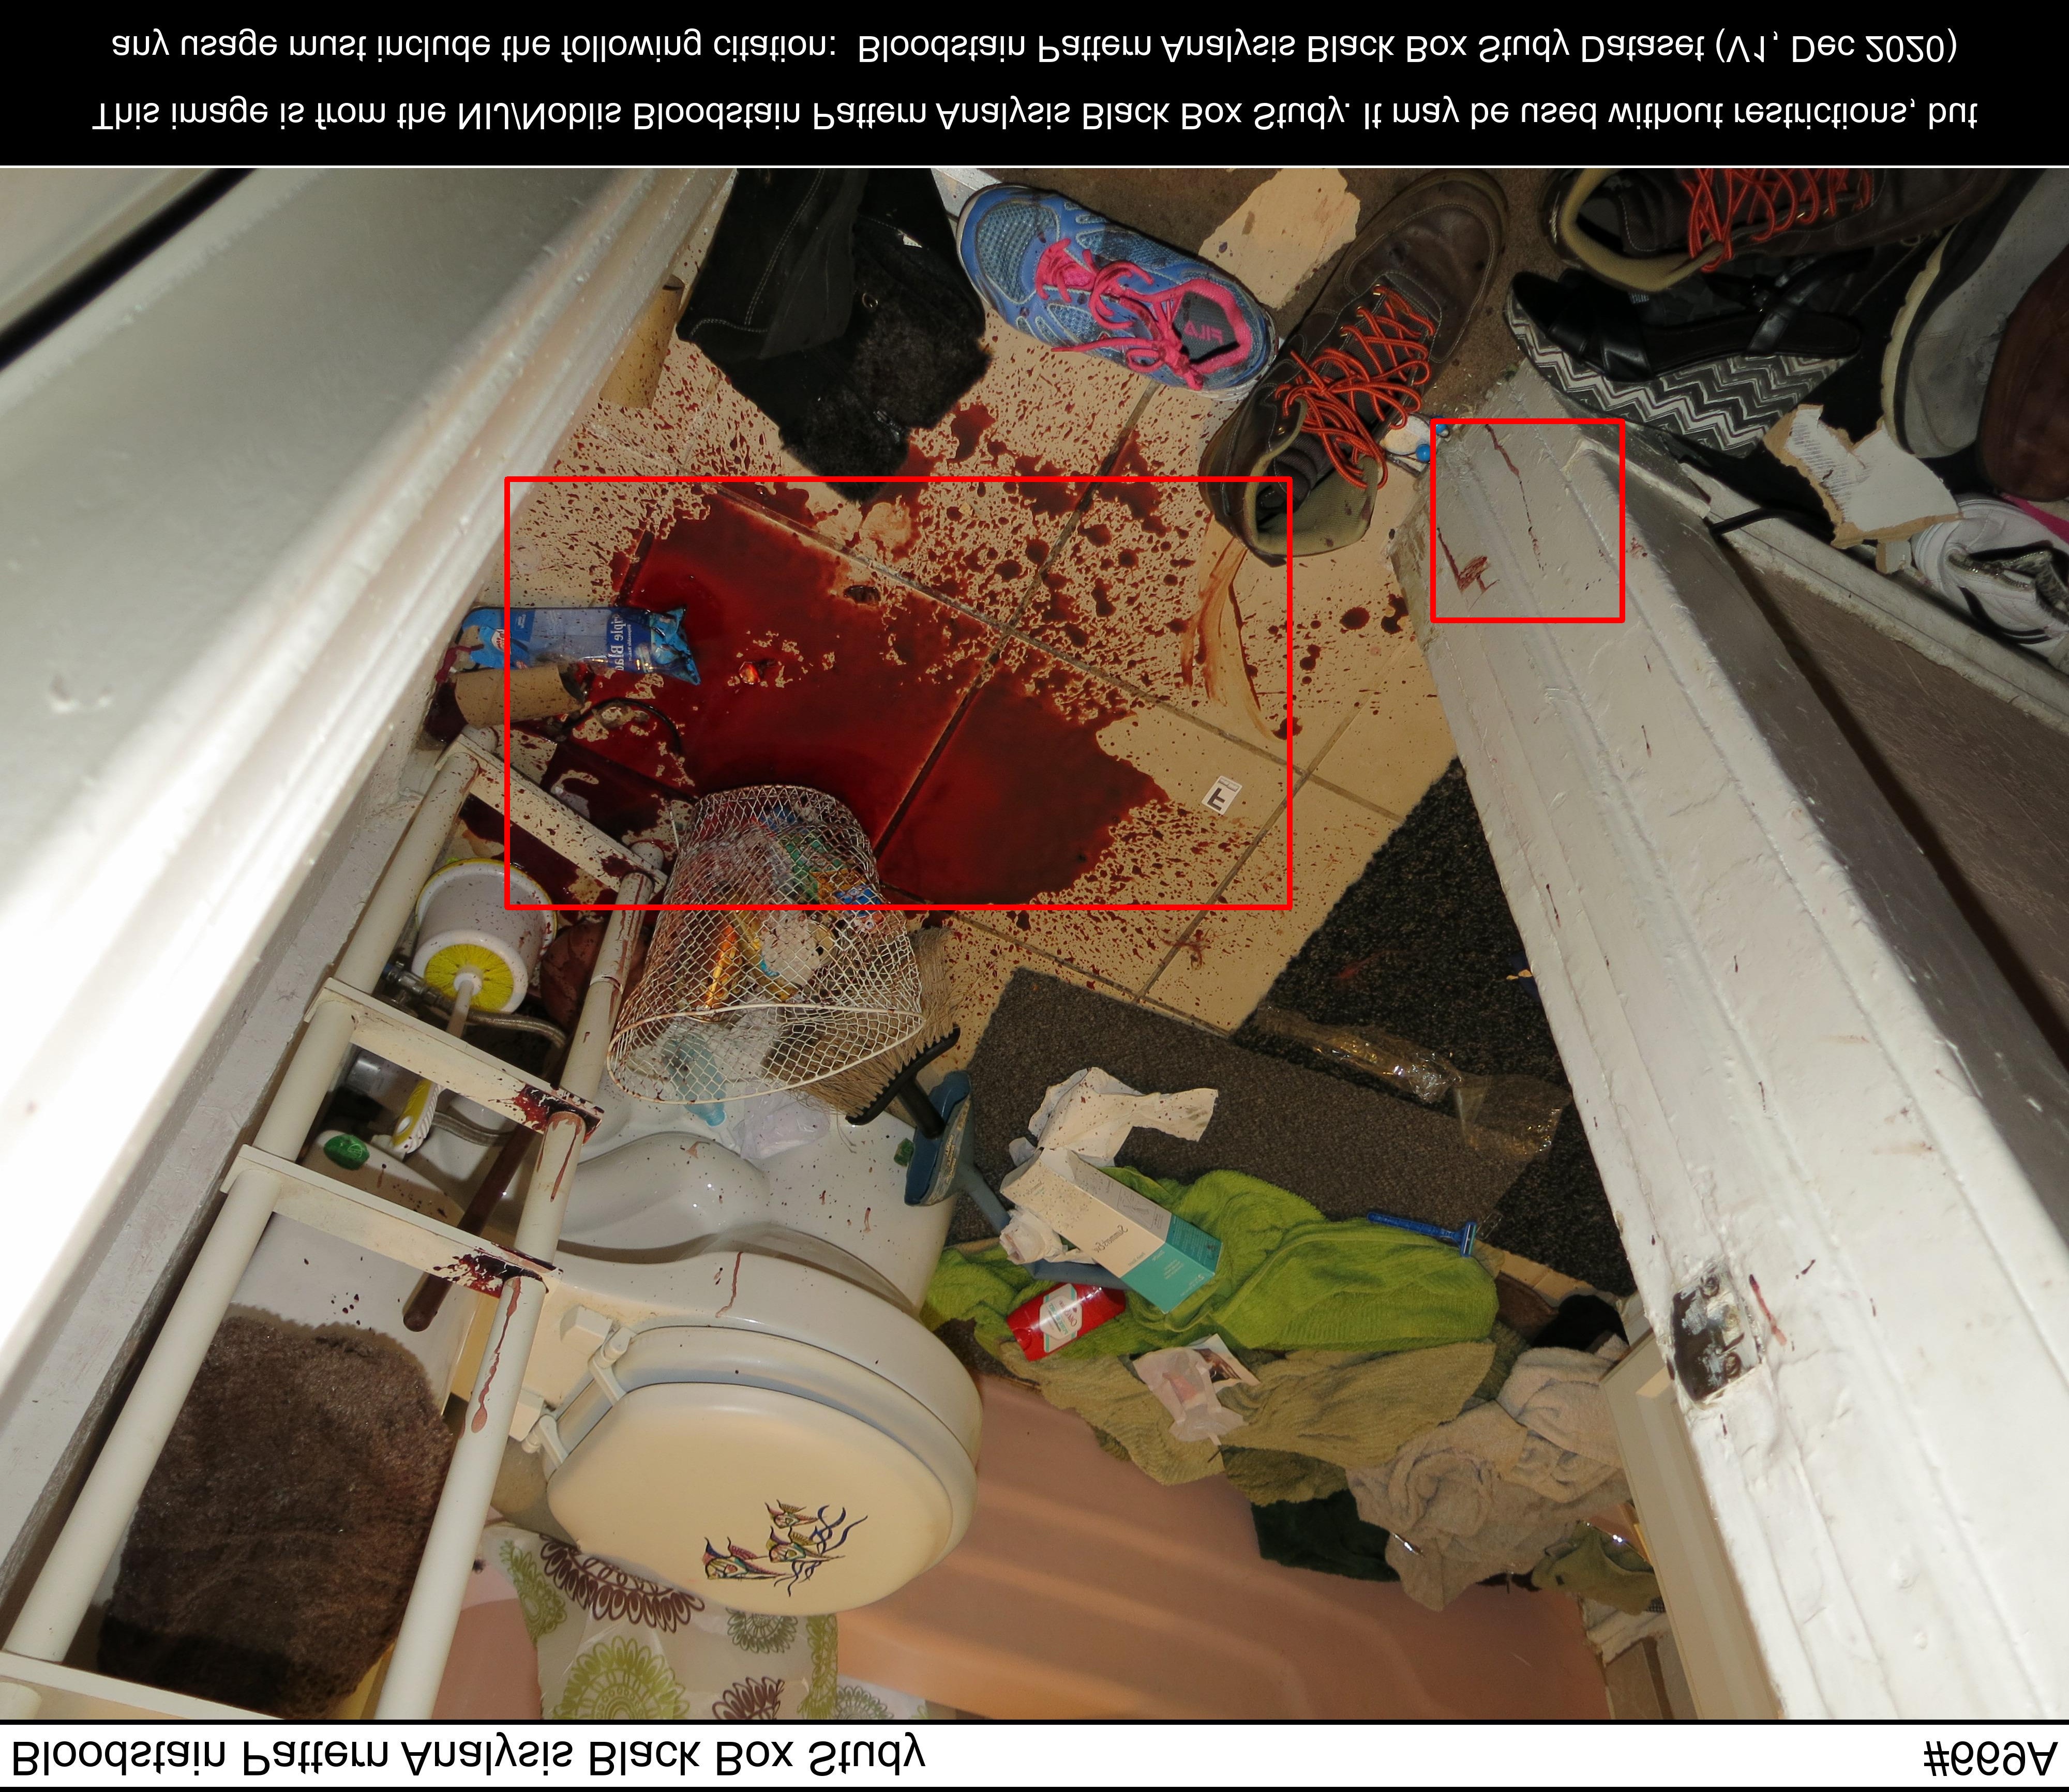 Bloodstain Pattern Analysis Black Box Study #669A
FILA
This image is from the NIJ/Noblis Bloodstain Pattern Analysis Black Box Study. It may be used without restrictions, but
any usage must include the following citation: Bloodstain Pattern Analysis Black Box Study Dataset (V1, Dec 2020)